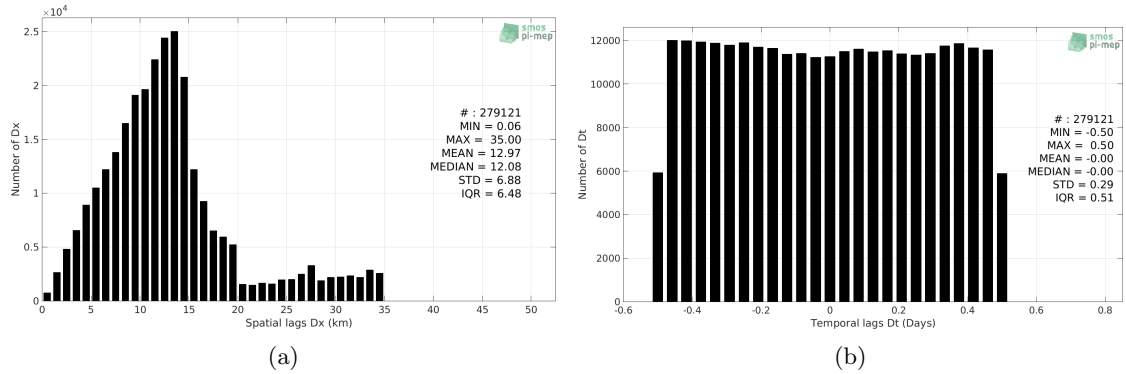 ×10⁴
2.5
2
1.5
1
0.5
0
Number of Dx
0 5 10 15 20 25 30 35 40 45 50
Spatial lags Dx (km)
smos
pi-mep
# : 279121
MIN = 0.06
MAX = 35.00
MEAN = 12.97
MEDIAN = 12.08
STD = 6.88
IQR = 6.48
(a)
12000
10000
8000
6000
4000
2000
0
Number of Dt
-0.6 -0.4 -0.2 0 0.2 0.4 0.6 0.8
Temporal lags Dt (Days)
smos
pi-mep
# : 279121
MIN = -0.50
MAX = 0.50
MEAN = -0.00
MEDIAN = -0.00
STD = 0.29
IQR = 0.51
(b)